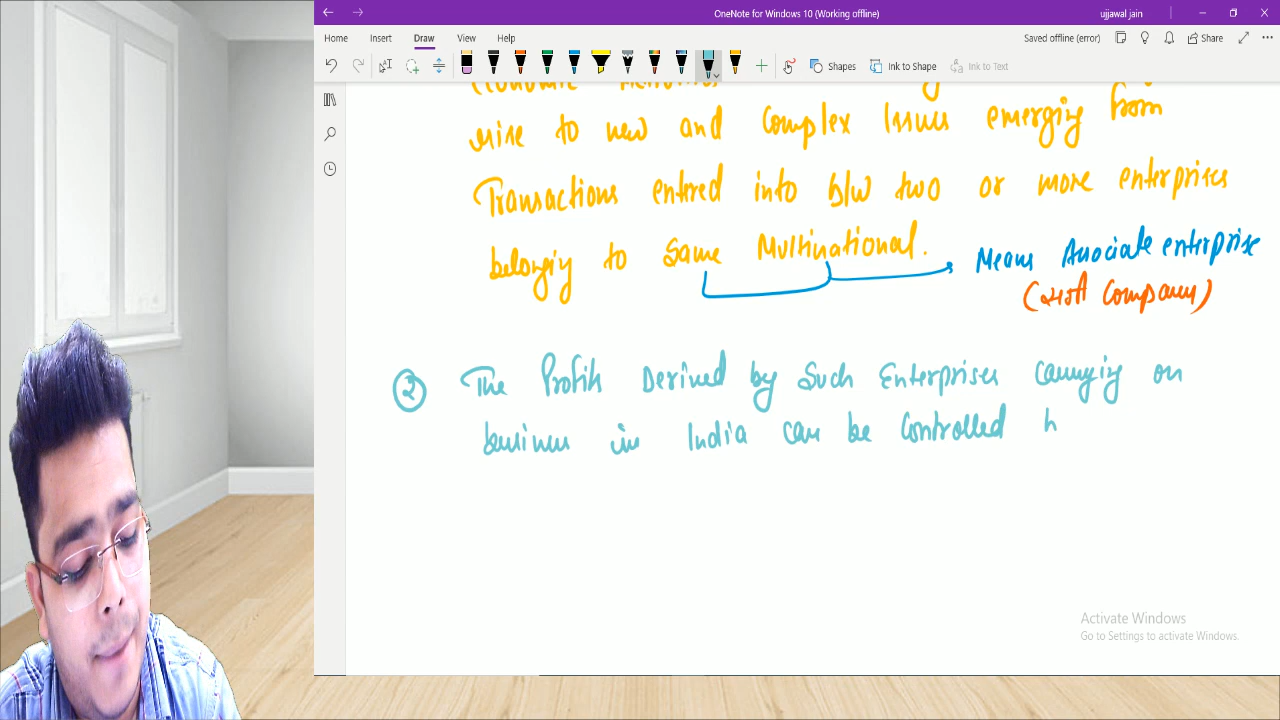 OneNote for Windows 10 (Working offline)
ujjawal jain
Home Insert Draw View Help
Saved offline (error)
Share
Shapes
Ink to Shape
Ink to Text
rise to new and complex Issues emerging from
Transactions entered into b/w two or more enterprises
belonging to Same Multinational.
Means Associate enterprise
Company)
② The Profits Derived by Such Enterprises carrying on
business in India can be controlled
Activate Windows
Go to Settings to activate Windows.